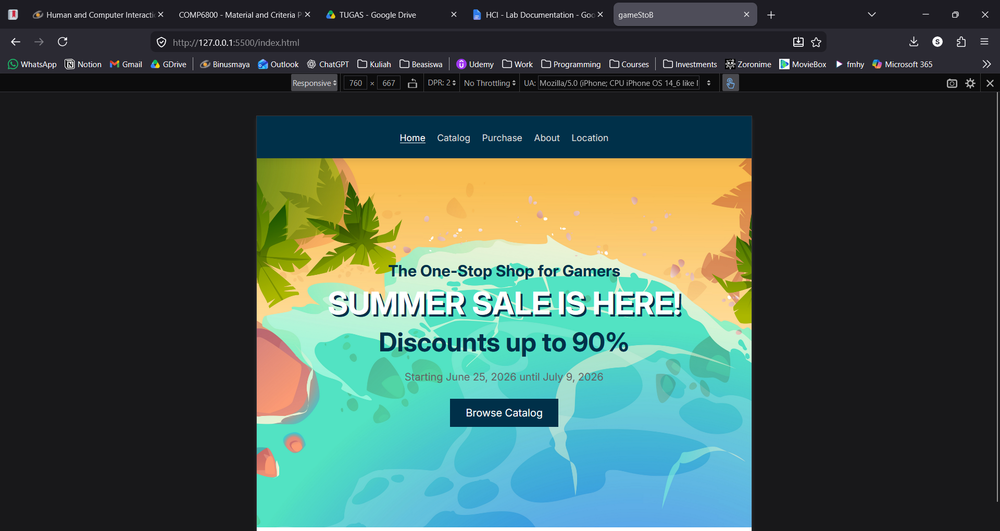 Human and Computer Interacti
COMP6800 - Material and Criteria P
TUGAS - Google Drive
HCI - Lab Documentation - Goo
gameStoB
http://127.0.0.1:5500/index.html
S
WhatsApp
Notion
Gmail
GDrive
Binusmaya
Outlook
ChatGPT
Kuliah
Beasiswa
Udemy
Work
Programming
Courses
Investments
Zoronime
MovieBox
fmhy
Microsoft 365
Responsive
760 × 667
DPR: 2
No Throttling
UA: Mozilla/5.0 (iPhone; CPU iPhone OS 14_6 like
Home Catalog Purchase About Location
The One-Stop Shop for Gamers
SUMMER SALE IS HERE!
Discounts up to 90%
Starting June 25, 2026 until July 9, 2026
Browse Catalog